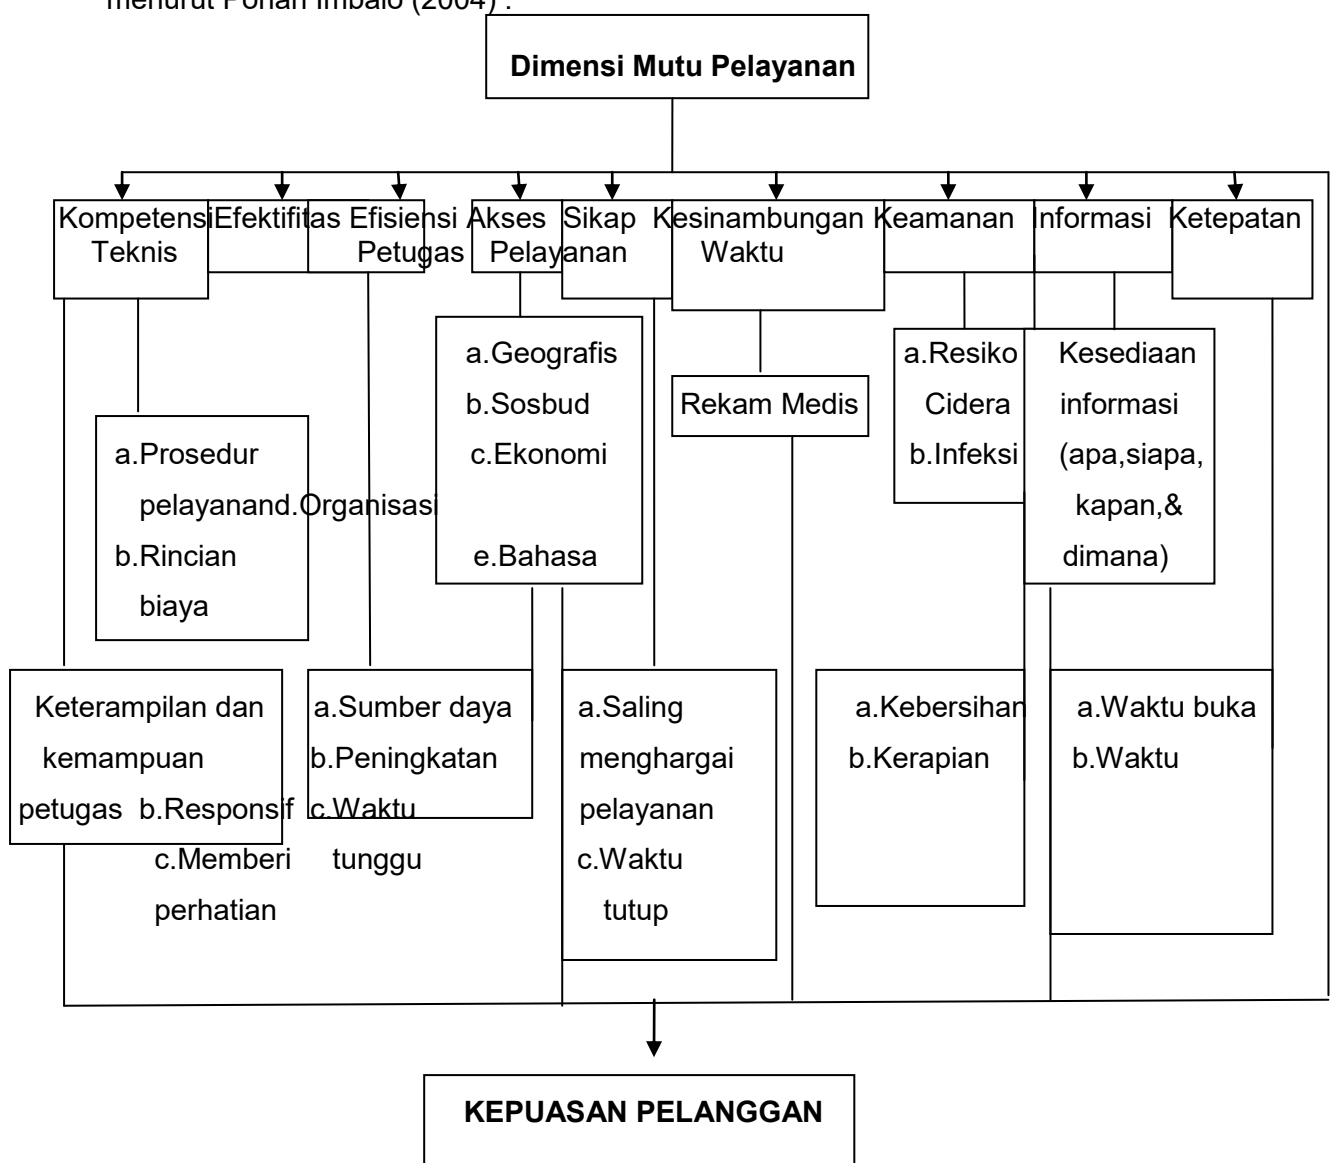 menurut Pohan Imbalo (2004) :
Dimensi Mutu Pelayanan
Kompetensi Efektifitas Efisiensi Akses Sikap Kesinambungan Keamanan Informasi Ketepatan
Teknis Petugas Pelayanan Waktu
a.Geografis
b.Sosbud
c.Ekonomi
e.Bahasa
Rekam Medis
a.Resiko
Cidera
b.Infeksi
Kesediaan
informasi
(apa,siapa,
kapan,&
dimana)
a.Prosedur
pelayanand.Organisasi
b.Rincian
biaya
Keterampilan dan
kemampuan
petugas b.Responsif
c.Memberi
perhatian
a.Sumber daya
b.Peningkatan
c.Waktu
tunggu
a.Saling
menghargai
pelayanan
c.Waktu
tutup
a.Kebersihan
b.Kerapian
a.Waktu buka
b.Waktu
KEPUASAN PELANGGAN